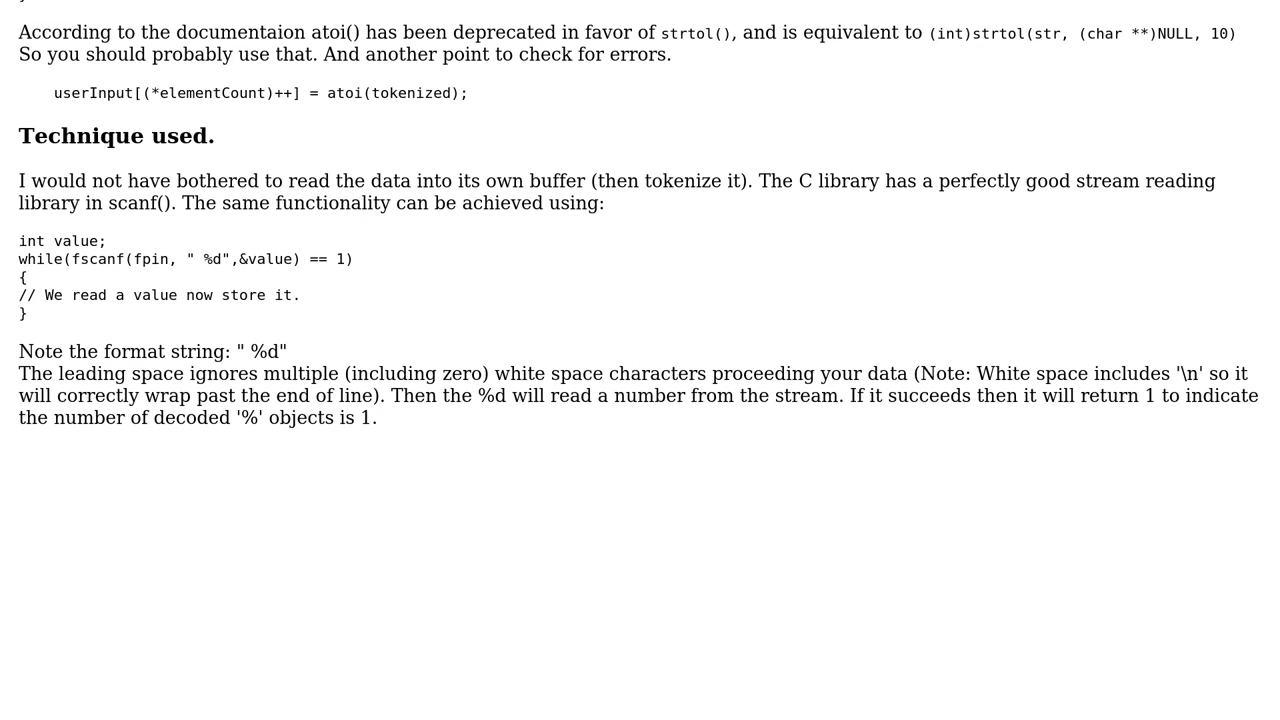 According to the documentaion atoi() has been deprecated in favor of strtol(), and is equivalent to (int)strtol(str, (char **)NULL, 10)
So you should probably use that. And another point to check for errors.
userInput[(*elementCount)++] = atoi(tokenized);
Technique used.
I would not have bothered to read the data into its own buffer (then tokenize it). The C library has a perfectly good stream reading
library in scanf(). The same functionality can be achieved using:
int value;
while(fscanf(fpin, " %d",&value) == 1)
{
// We read a value now store it.
}
Note the format string: " %d"
The leading space ignores multiple (including zero) white space characters proceeding your data (Note: White space includes '\n' so it
will correctly wrap past the end of line). Then the %d will read a number from the stream. If it succeeds then it will return 1 to indicate
the number of decoded '%' objects is 1.